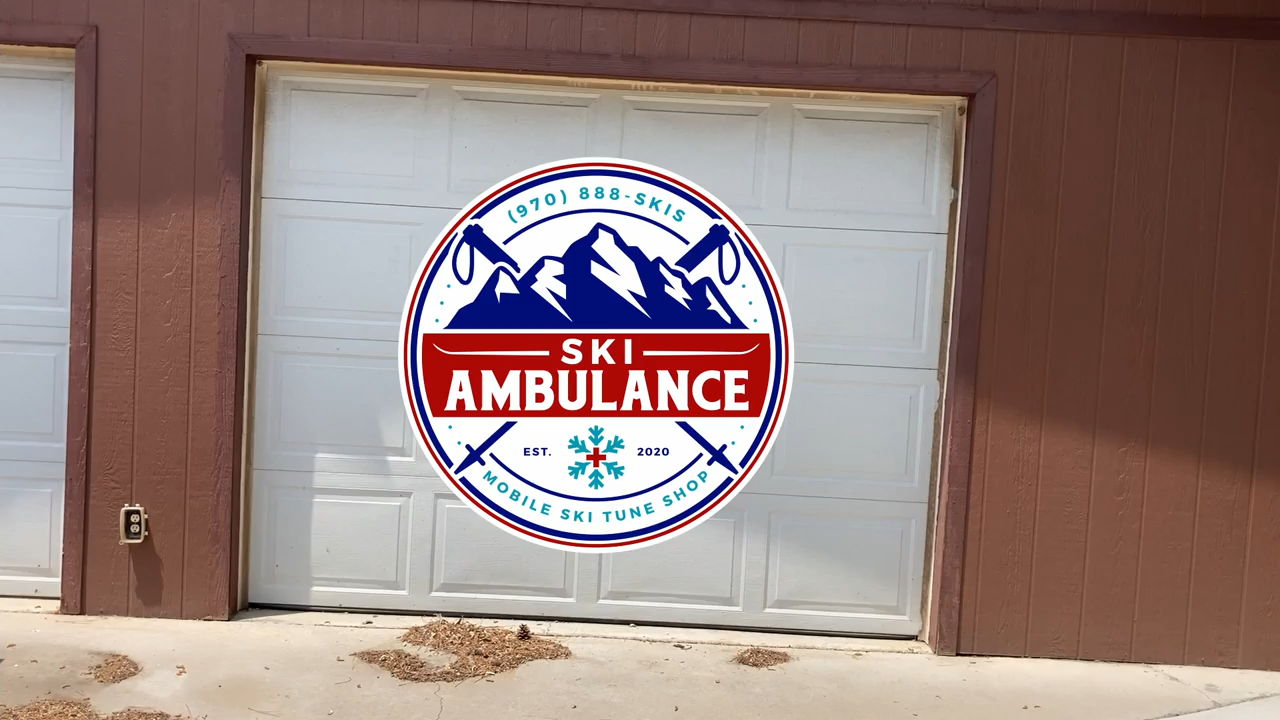 (970) 888-SKIS
SKI
AMBULANCE
EST. 2020
MOBILE SKI TUNE SHOP